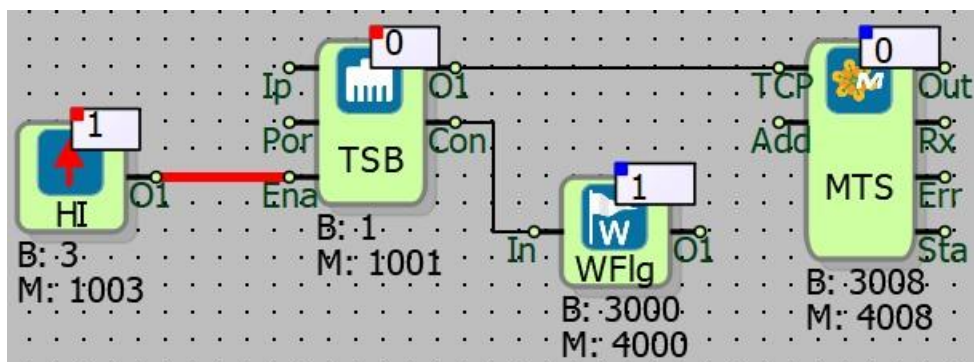 0
0
Ip
O1
TCP
Out
1
Por
Con
Add
Rx
TSB
MTS
O1
Ena
1
Err
HI
B: 1
W
In
O1
Sta
B: 3
M: 1001
WFlg
M: 1003
B: 3000
B: 3008
M: 4000
M: 4008
M